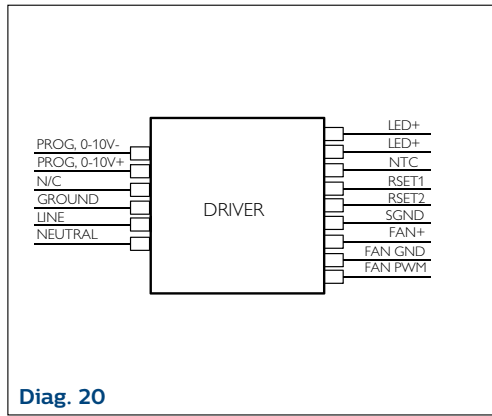 PROG, 0-10V-
PROG, 0-10V+
N/C
GROUND
LINE
NEUTRAL
DRIVER
LED+
LED+
NTC
RSET1
RSET2
SGND
FAN+
FAN GND
FAN PWM
Diag. 20